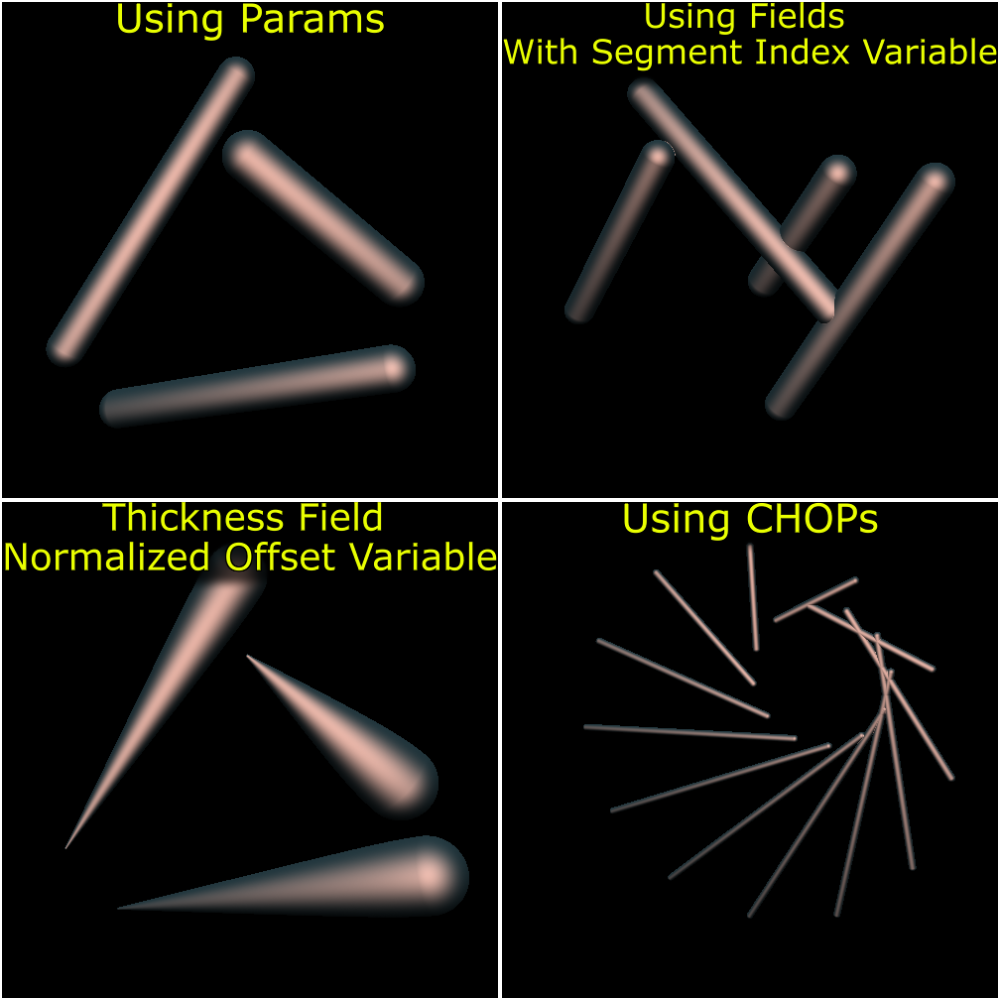 Using Params
Using Fields
With Segment Index Variable
Thickness Field
Normalized Offset Variable
Using CHOPs